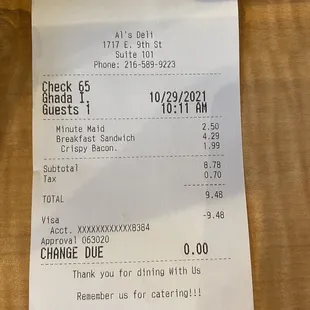 Al's Deli
1717 E. 9th St
Suite 101
Phone: 216-589-9223
Check 65
Ghada I. 10/29/2021
Guests 1 10:11 AM
Minute Maid 2.50
Breakfast Sandwich 4.29
Crispy Bacon. 1.99
Subtotal 8.78
Tax 0.70
TOTAL 9.48
Visa -9.48
Acct. XXXXXXXXXXXX8384
Approval 063020
CHANGE DUE 0.00
Thank you for dining With Us
Remember us for catering!!!